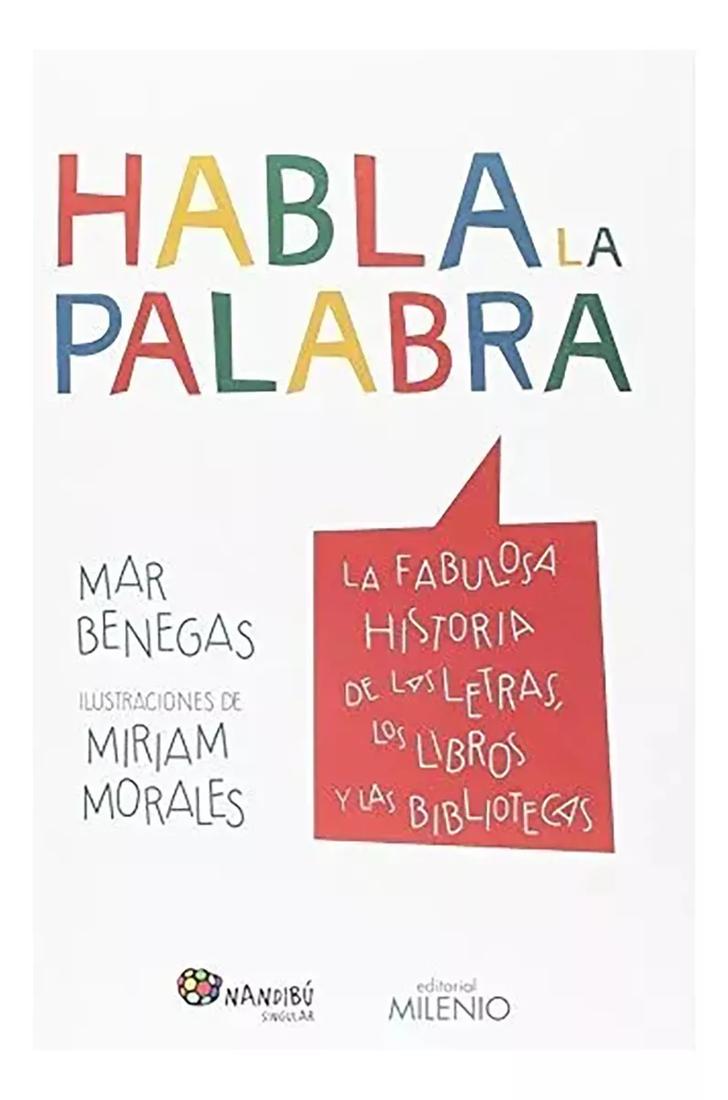 HABLA LA
PALABRA
MAR
BENEGAS
ILUSTRACIONES DE
MIRIAM
MORALES
LA FABULOSA
HISTORIA
DE LAS LETRAS,
LOS LIBROS
Y LAS BIBLIOTECAS
NANDIBÚ
SINGULAR
editorial
MILENIO